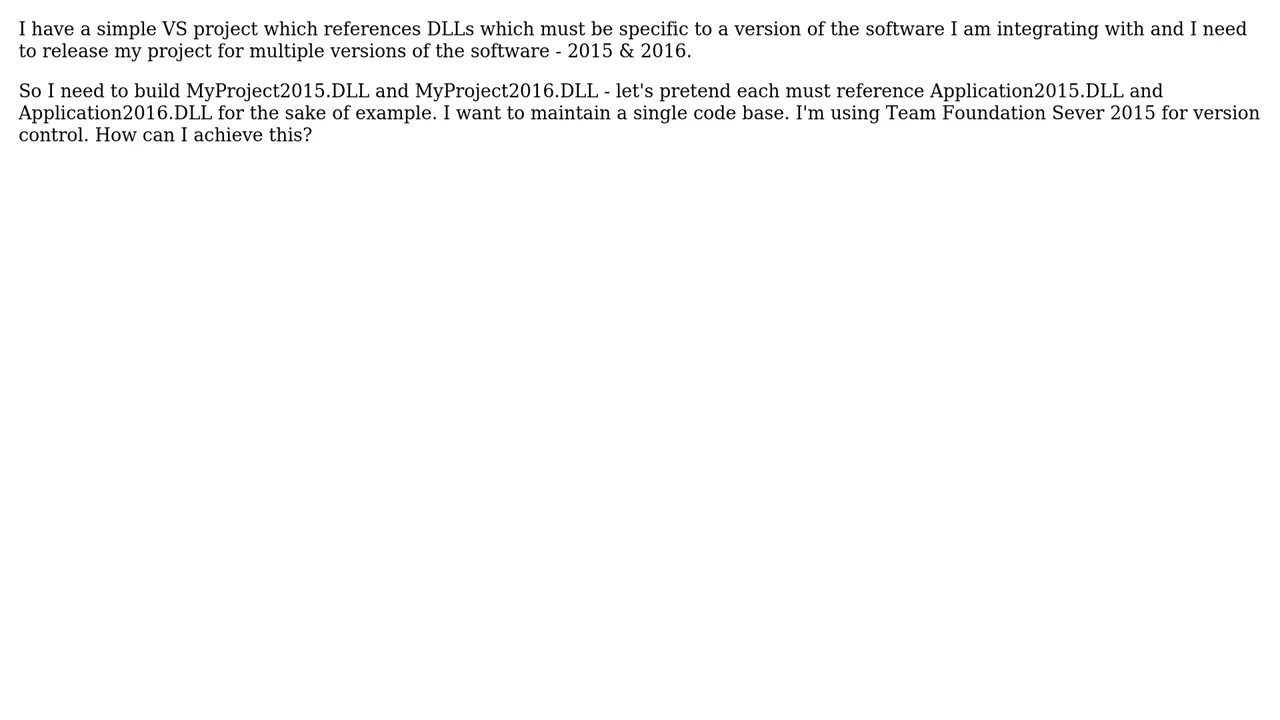 I have a simple VS project which references DLLs which must be specific to a version of the software I am integrating with and I need
to release my project for multiple versions of the software - 2015 & 2016.
So I need to build MyProject2015.DLL and MyProject2016.DLL - let's pretend each must reference Application2015.DLL and
Application2016.DLL for the sake of example. I want to maintain a single code base. I'm using Team Foundation Sever 2015 for version
control. How can I achieve this?